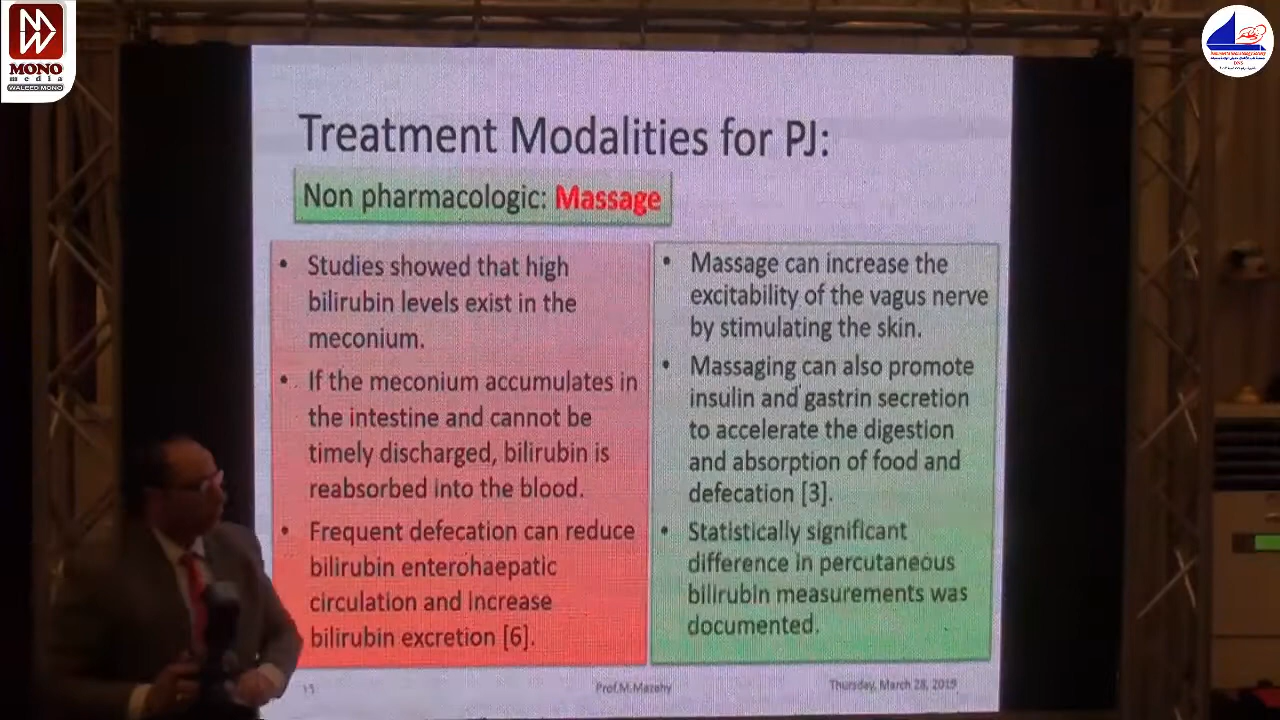 MONO
media
WALEED MONO
DNS
Treatment Modalities for PJ:
Non pharmacologic: Massage
• Studies showed that high
bilirubin levels exist in the
meconium.
• If the meconium accumulates in
the intestine and cannot be
timely discharged, bilirubin is
reabsorbed into the blood.
• Frequent defecation can reduce
bilirubin enterohaepatic
circulation and increase
bilirubin excretion [6].
• Massage can increase the
excitability of the vagus nerve
by stimulating the skin.
• Massaging can also promote
insulin and gastrin secretion
to accelerate the digestion
and absorption of food and
defecation [3].
• Statistically significant
difference in percutaneous
bilirubin measurements was
documented.
Prof.M.Mazahy
Thursday, March 28, 2019